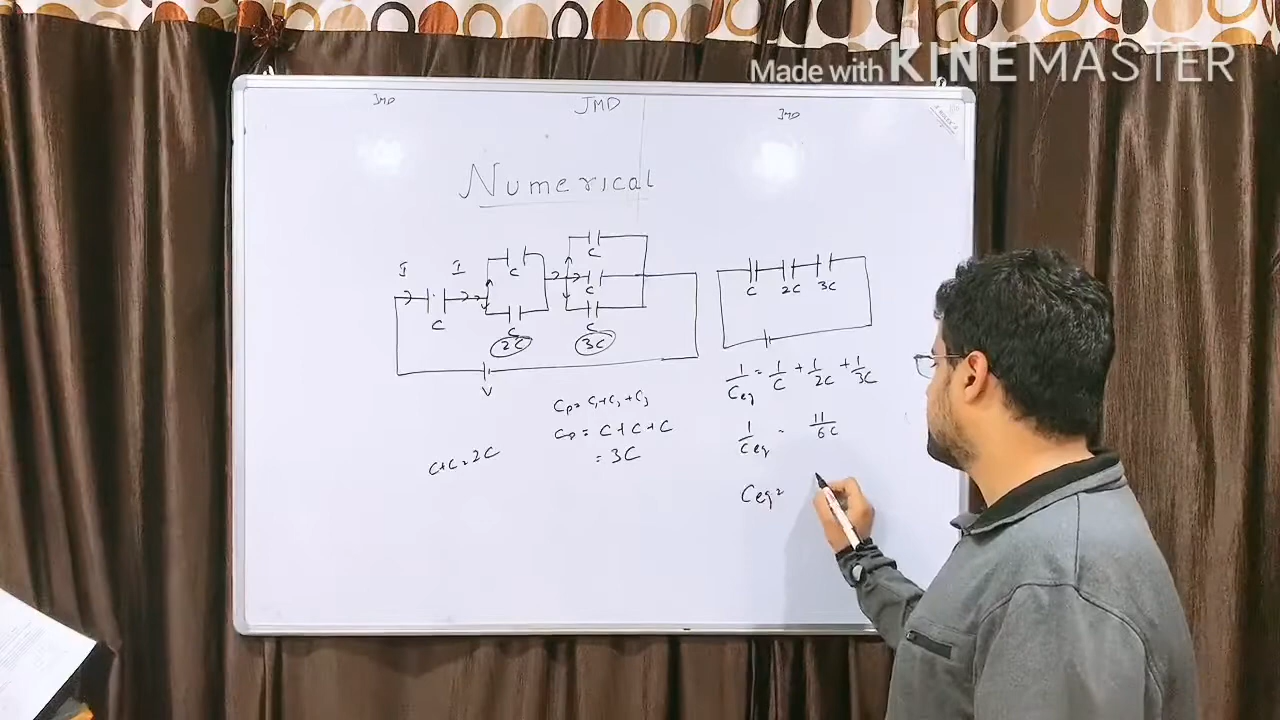 Made with KINEMASTER
JMD JMD JMD
Numerical
I I
C
C
C
2C
C
C
C
3C
V
C 2C 3C
Cp = C₁+C₂+C₃
Cp = C+C+C
= 3C
C+C=2C
1/Ceq = 1/C + 1/2C + 1/3C
1/Ceq = 11/6C
Ceq =